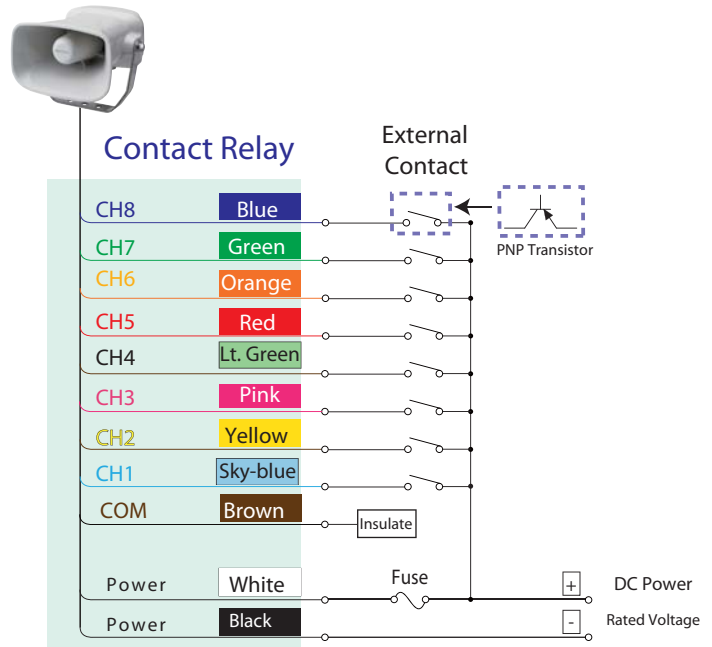 Contact Relay
External
Contact
CH8 Blue
PNP Transistor
CH7 Green
CH6 Orange
CH5 Red
CH4 Lt. Green
CH3 Pink
CH2 Yellow
CH1 Sky-blue
COM Brown
Insulate
Power White Fuse + DC Power
Power Black - Rated Voltage